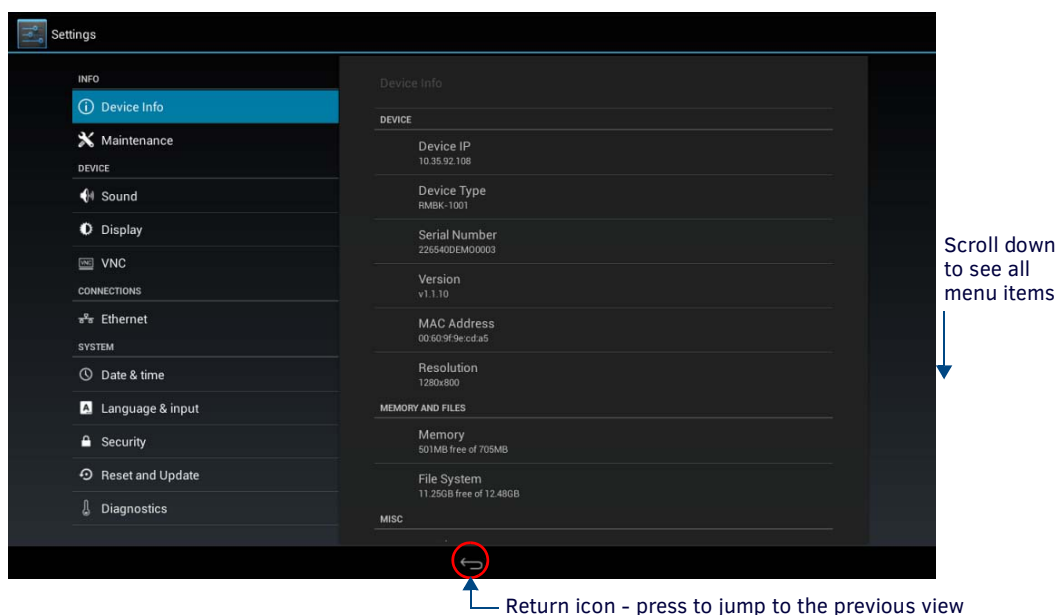 Settings
INFO
Device Info
Maintenance
DEVICE
Sound
Display
VNC
VNC
CONNECTIONS
Ethernet
SYSTEM
Date & time
A
Language & input
Security
Reset and Update
Diagnostics
Device Info
DEVICE
Device IP
10.35.92.108
Device Type
RMBK-1001
Serial Number
226540DEMO0003
Version
v1.1.10
MAC Address
00:60:9f:9e:cd:a5
Resolution
1280x800
MEMORY AND FILES
Memory
501MB free of 705MB
File System
11.25GB free of 12.48GB
MISC
Scroll down
to see all
menu items
Return icon - press to jump to the previous view